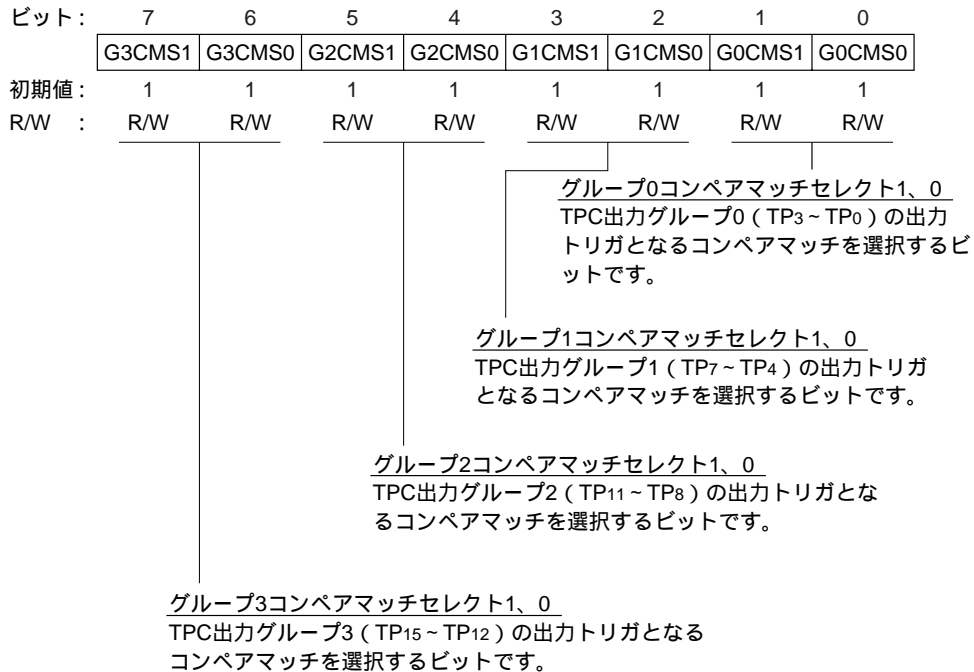 ビット: 7 6 5 4 3 2 1 0
G3CMS1 G3CMS0 G2CMS1 G2CMS0 G1CMS1 G1CMS0 G0CMS1 G0CMS0
初期値: 1 1 1 1 1 1 1 1
R/W : R/W R/W R/W R/W R/W R/W R/W R/W
グループ0コンペアマッチセレクト1、0
TPC出力グループ0(TP3~TP0)の出力
トリガとなるコンペアマッチを選択するビ
ットです。
グループ1コンペアマッチセレクト1、0
TPC出力グループ1(TP7~TP4)の出力トリガ
となるコンペアマッチを選択するビットです。
グループ2コンペアマッチセレクト1、0
TPC出力グループ2(TP11~TP8)の出力トリガとな
るコンペアマッチを選択するビットです。
グループ3コンペアマッチセレクト1、0
TPC出力グループ3(TP15~TP12)の出力トリガとなる
コンペアマッチを選択するビットです。